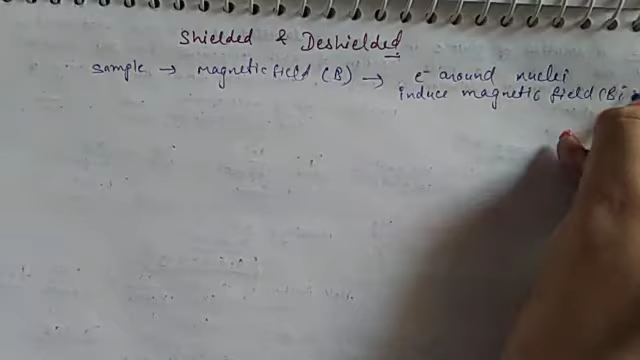 Shielded & Deshielded
Sample → magnetic field (B) → e⁻ around nuclei
induce magnetic field (Bi